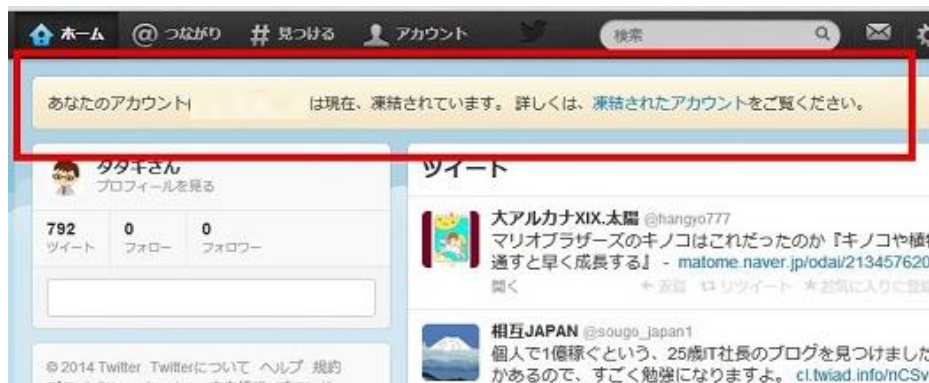 ホーム @ つながり # 見つける アカウント 検索
あなたのアカウント( は現在、凍結されています。詳しくは、凍結されたアカウントをご覧ください。
タタキさん
プロフィールを見る
792 0 0
ツイート フォロー フォロワー
ツイート
大アルカナXIX.太陽 @hangyo777
マリオブラザーズのキノコはこれだったのか『キノコや植
通すと早く成長する』 - matome.naver.jp/odai/213457620
開く 返信 リツイート お気に入りに登録
相互JAPAN @sougo_japan1
個人で1億稼ぐという、25歳IT社長のブログを見つけました
かあるので、すごく勉強になりますよ。 cl.twiad.info/nCSv
© 2014 Twitter Twitterについて ヘルプ 規約